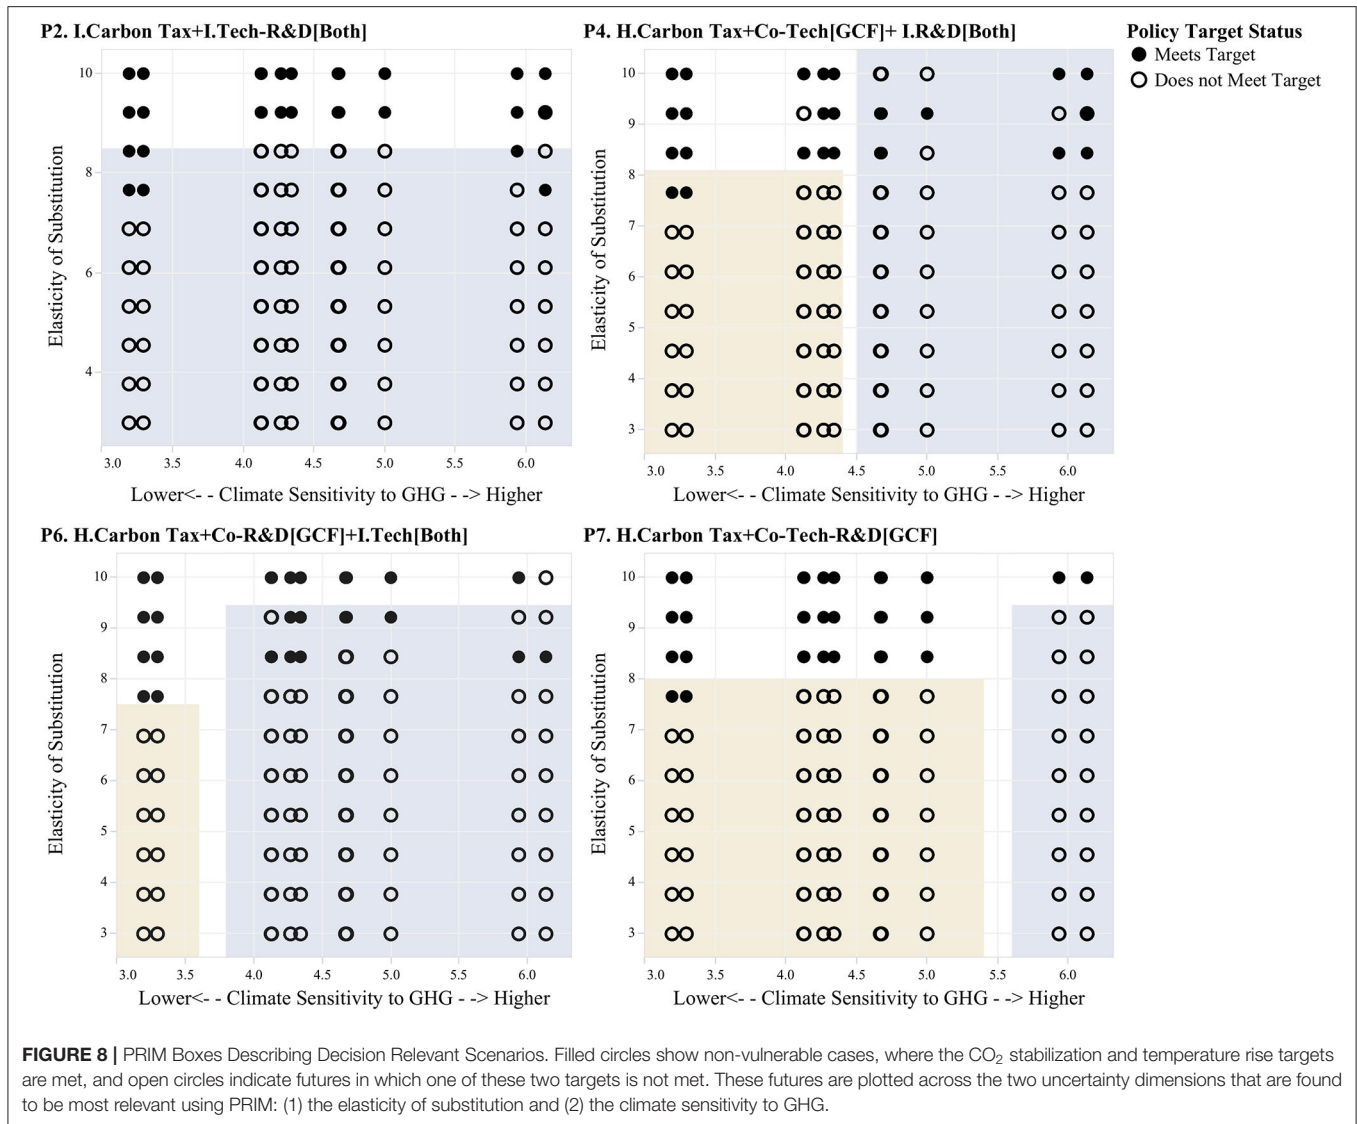 P2. I.Carbon Tax+I.Tech-R&D[Both]
10
8
6
4
Elasticity of Substitution
3.0 3.5 4.0 4.5 5.0 5.5 6.0
Lower<- - Climate Sensitivity to GHG - -> Higher
P4. H.Carbon Tax+Co-Tech[GCF]+ I.R&D[Both]
10
9
8
7
6
5
4
3
Elasticity of Substitution
3.0 3.5 4.0 4.5 5.0 5.5 6.0
Lower<- - Climate Sensitivity to GHG - -> Higher
Policy Target Status
Meets Target
Does not Meet Target
P6. H.Carbon Tax+Co-R&D[GCF]+I.Tech[Both]
10
9
8
7
6
5
4
3
Elasticity of Substitution
3.0 3.5 4.0 4.5 5.0 5.5 6.0
Lower<- - Climate Sensitivity to GHG - -> Higher
P7. H.Carbon Tax+Co-Tech-R&D[GCF]
10
9
8
7
6
5
4
3
Elasticity of Substitution
3.0 3.5 4.0 4.5 5.0 5.5 6.0
Lower<- - Climate Sensitivity to GHG - -> Higher
FIGURE 8 | PRIM Boxes Describing Decision Relevant Scenarios. Filled circles show non-vulnerable cases, where the CO₂ stabilization and temperature rise targets
are met, and open circles indicate futures in which one of these two targets is not met. These futures are plotted across the two uncertainty dimensions that are found
to be most relevant using PRIM: (1) the elasticity of substitution and (2) the climate sensitivity to GHG.